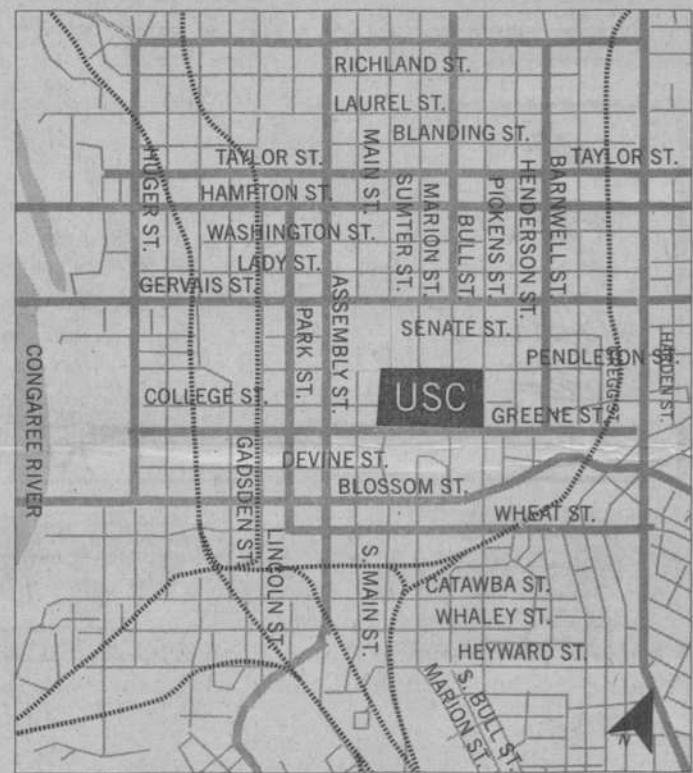 RICHLAND ST.
LAUREL ST.
BLANDING ST.
TAYLOR ST.
TAYLOR ST.
HUGER ST.
MAIN ST.
HAMPTON ST.
SUMTER ST.
MARION ST.
BULL ST.
PICKENS ST.
HENDERSON ST.
BARNWELL ST.
WASHINGTON ST.
LADY ST.
GERVAIS ST.
ASSEMBLY ST.
PARK ST.
SENATE ST.
PENDLETON ST.
GREGG ST.
HARDEN ST.
CONGAREE RIVER
COLLEGE ST.
USC
GREENE ST.
GADSDEN ST.
DEVINE ST.
BLOSSOM ST.
WHEAT ST.
LINCOLN ST.
S. MAIN ST.
CATAWBA ST.
WHALEY ST.
HEYWARD ST.
S. BULL ST.
MARION ST.
N